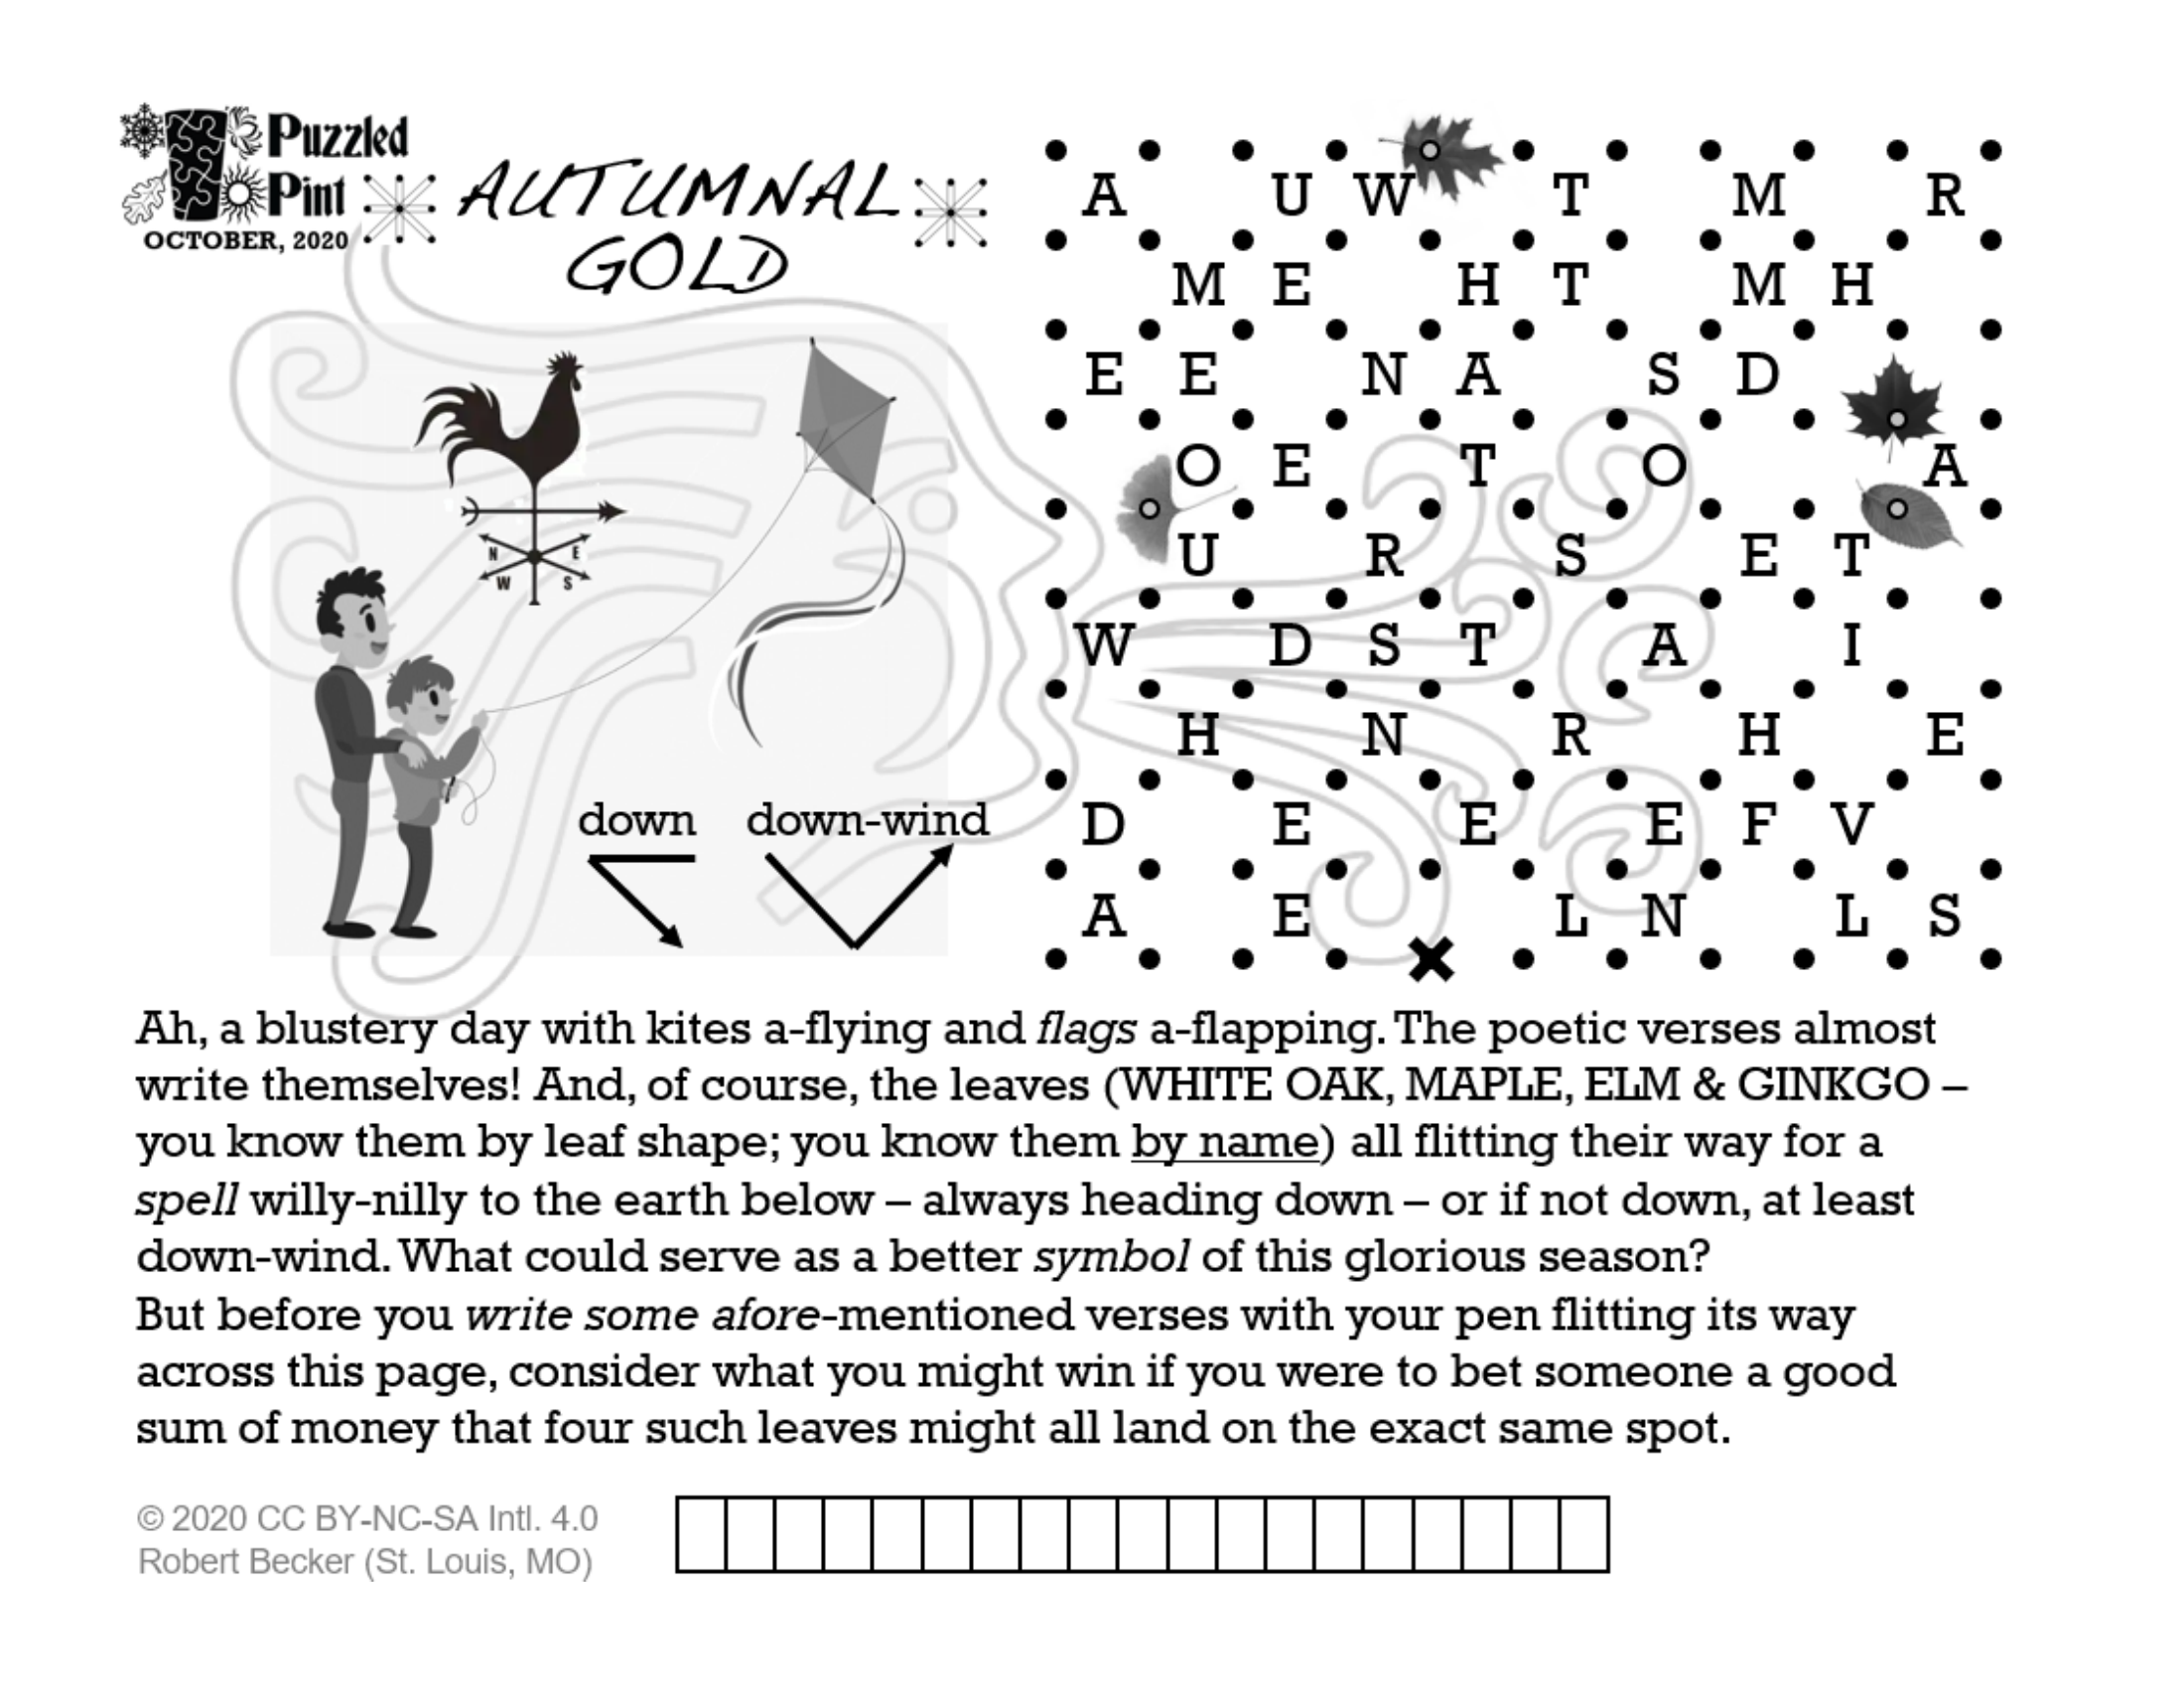 Puzzled
Pint
OCTOBER, 2020
AUTUMNAL
GOLD
A U W T M R
M E H T M H
E E N A S D
O E T O A
U R S E T
W D S T A I
H N R H E
D E E E F V
A E L N L S
N E
W S
down down-wind
Ah, a blustery day with kites a-flying and flags a-flapping. The poetic verses almost
write themselves! And, of course, the leaves (WHITE OAK, MAPLE, ELM & GINKGO –
you know them by leaf shape; you know them by name) all flitting their way for a
spell willy-nilly to the earth below – always heading down – or if not down, at least
down-wind. What could serve as a better symbol of this glorious season?
But before you write some afore-mentioned verses with your pen flitting its way
across this page, consider what you might win if you were to bet someone a good
sum of money that four such leaves might all land on the exact same spot.
© 2020 CC BY-NC-SA Intl. 4.0
Robert Becker (St. Louis, MO)